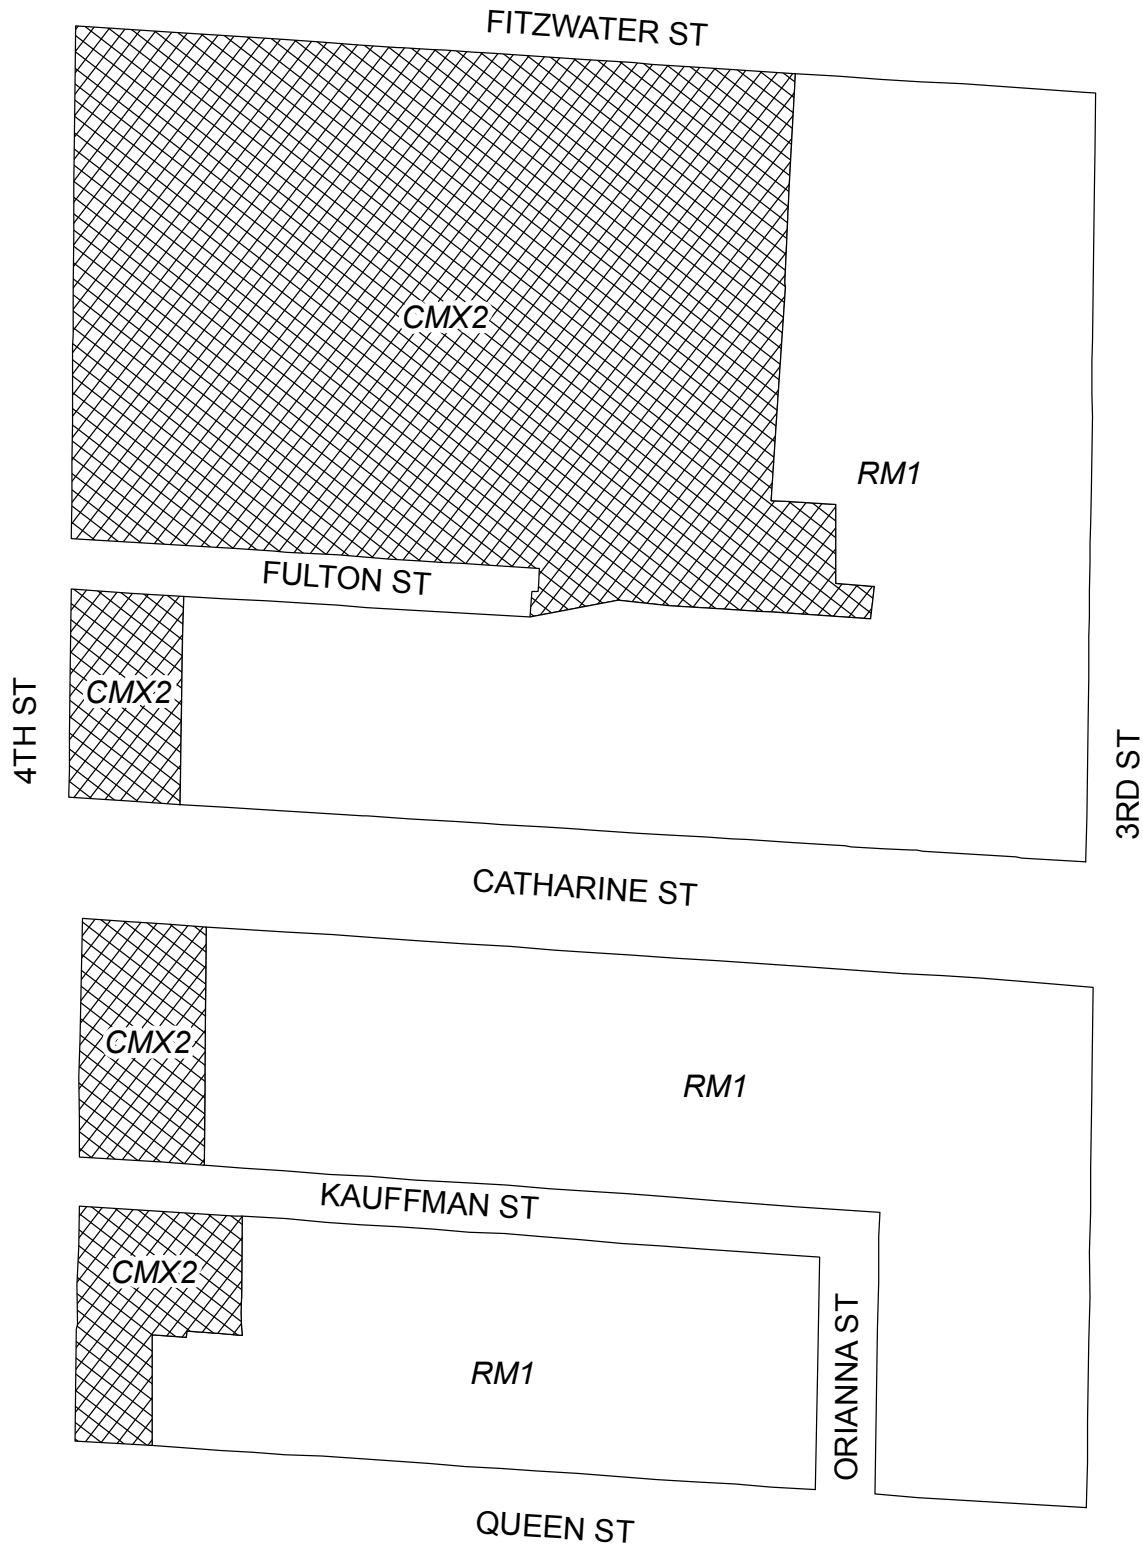 FITZWATER ST
CMX2
RM1
FULTON ST
CMX2
4TH ST
3RD ST
CATHARINE ST
CMX2
RM1
KAUFFMAN ST
CMX2
RM1
ORIANNA ST
QUEEN ST